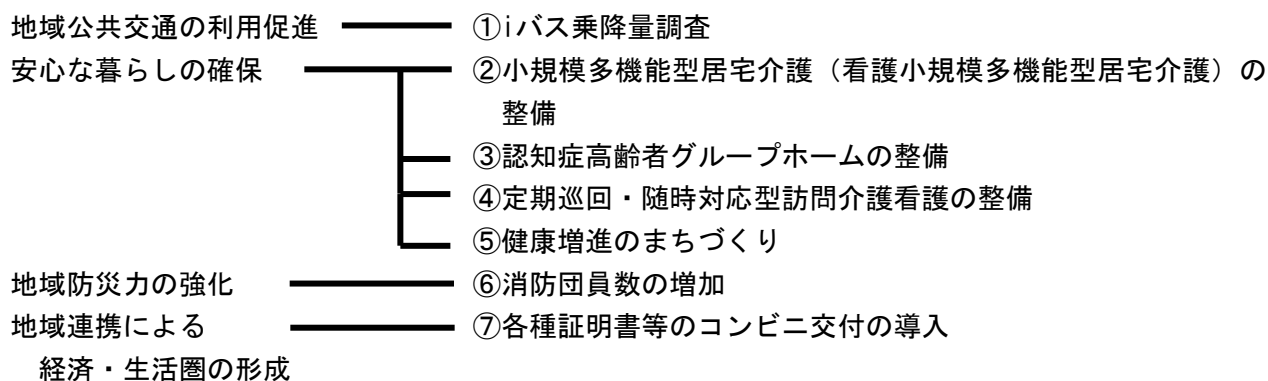 地域公共交通の利用促進 ①iバス乗降量調査
安心な暮らしの確保 ②小規模多機能型居宅介護（看護小規模多機能型居宅介護）の
整備
③認知症高齢者グループホームの整備
④定期巡回・随時対応型訪問介護看護の整備
⑤健康増進のまちづくり
地域防災力の強化 ⑥消防団員数の増加
地域連携による ⑦各種証明書等のコンビニ交付の導入
経済・生活圏の形成